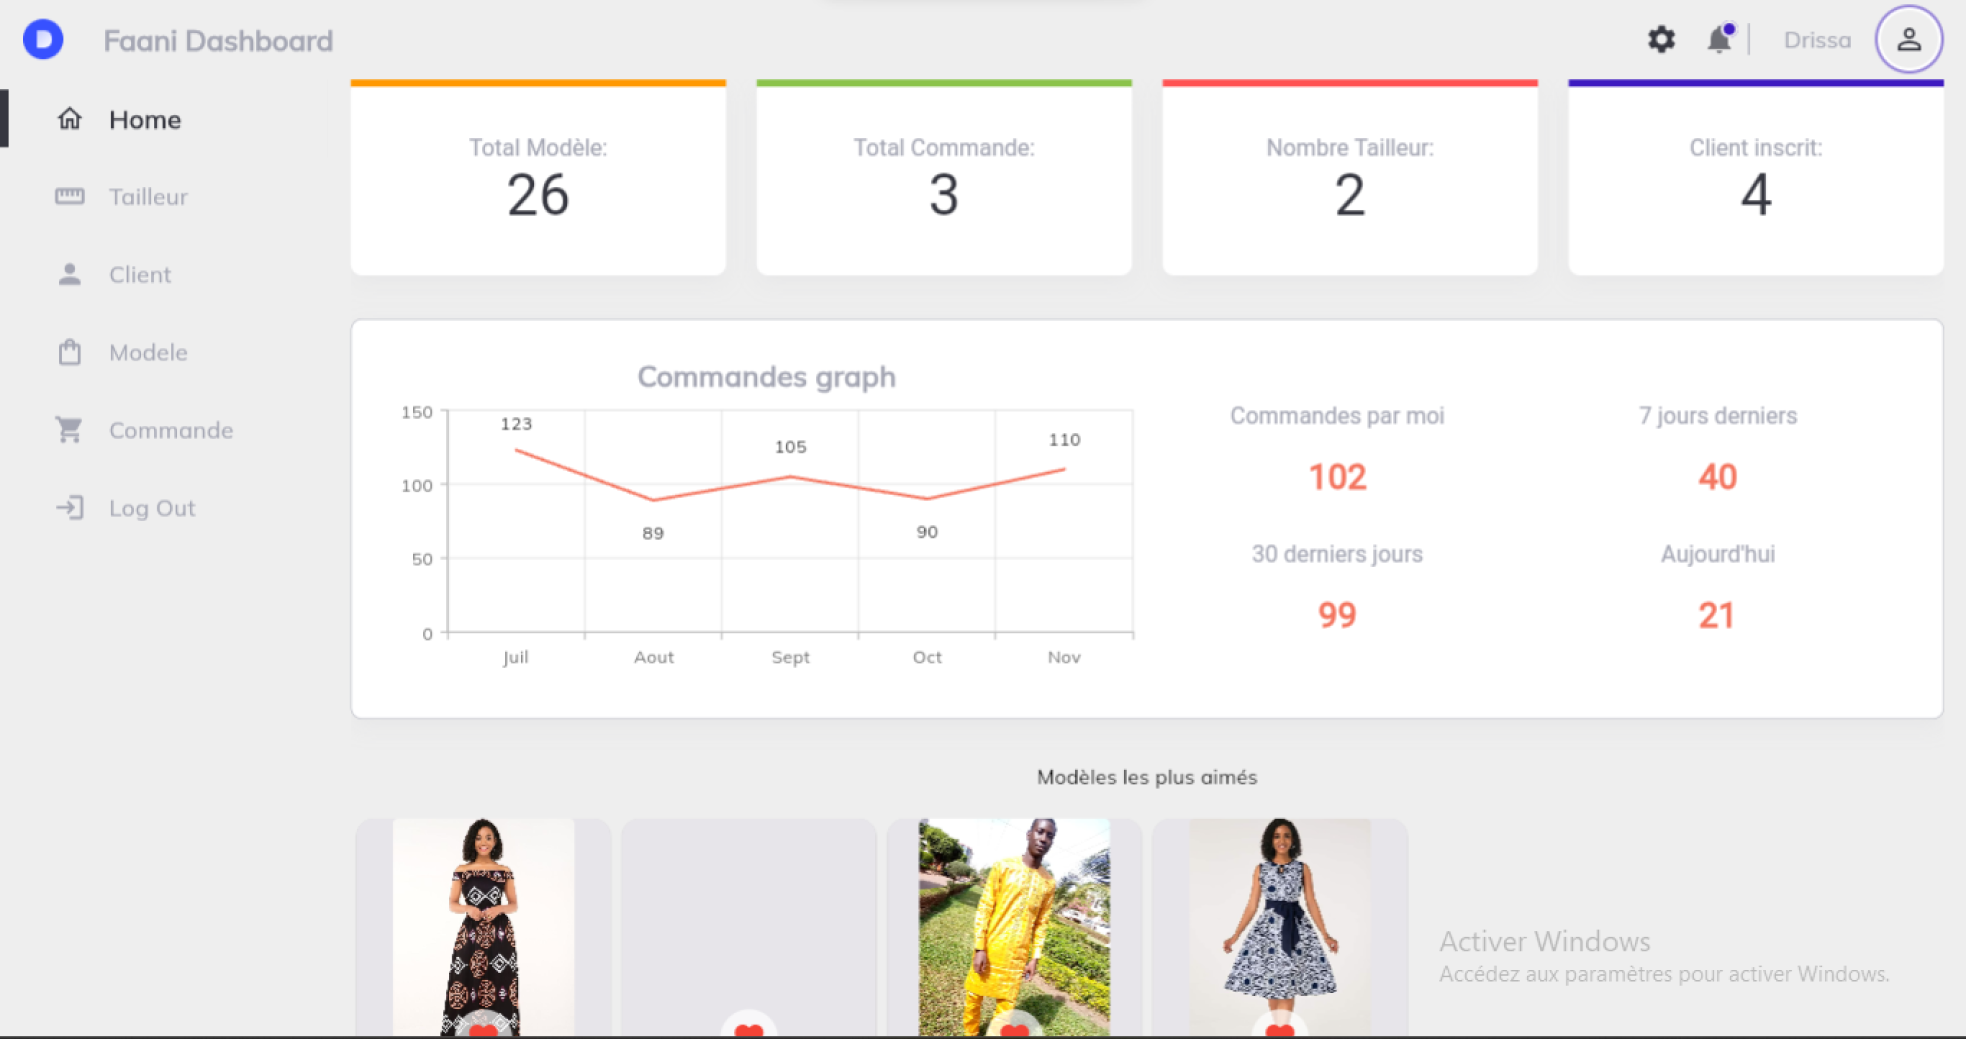 D
Faani Dashboard
Drissa
Home
Tailleur
Client
Modele
Commande
Log Out
Total Modèle:
26
Total Commande:
3
Nombre Tailleur:
2
Client inscrit:
4
Commandes graph
150
100
50
0
123
89
105
90
110
Juil
Aout
Sept
Oct
Nov
Commandes par moi
102
7 jours derniers
40
30 derniers jours
99
Aujourd'hui
21
Modèles les plus aimés
Activer Windows
Accédez aux paramètres pour activer Windows.